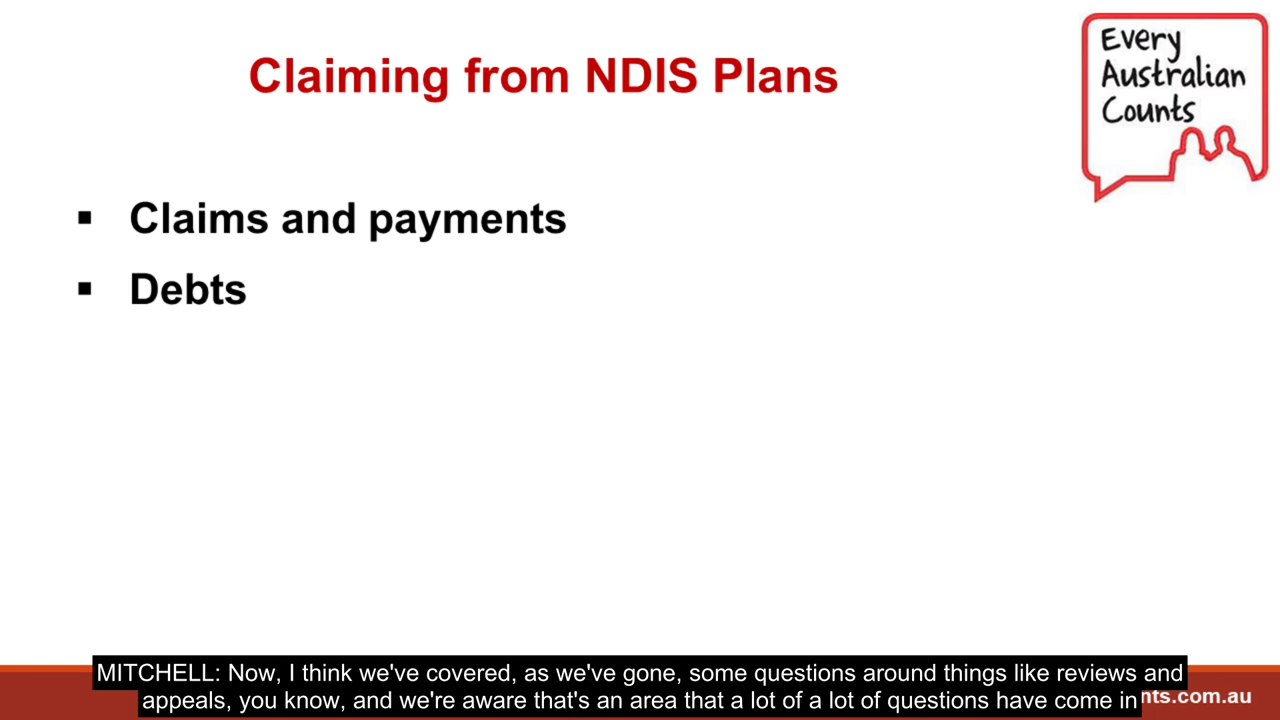 Claiming from NDIS Plans
Every
Australian
Counts
▪ Claims and payments
▪ Debts
MITCHELL: Now, I think we've covered, as we've gone, some questions around things like reviews and
appeals, you know, and we're aware that's an area that a lot of a lot of questions have come in
nts.com.au